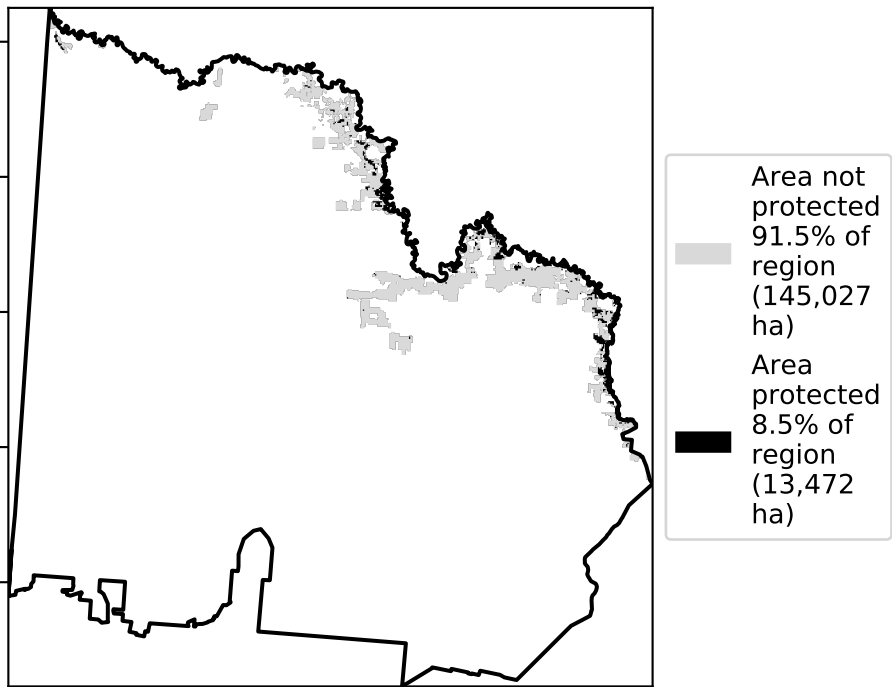 Area not
protected
91.5% of
region
(145,027
ha)
Area
protected
8.5% of
region
(13,472
ha)